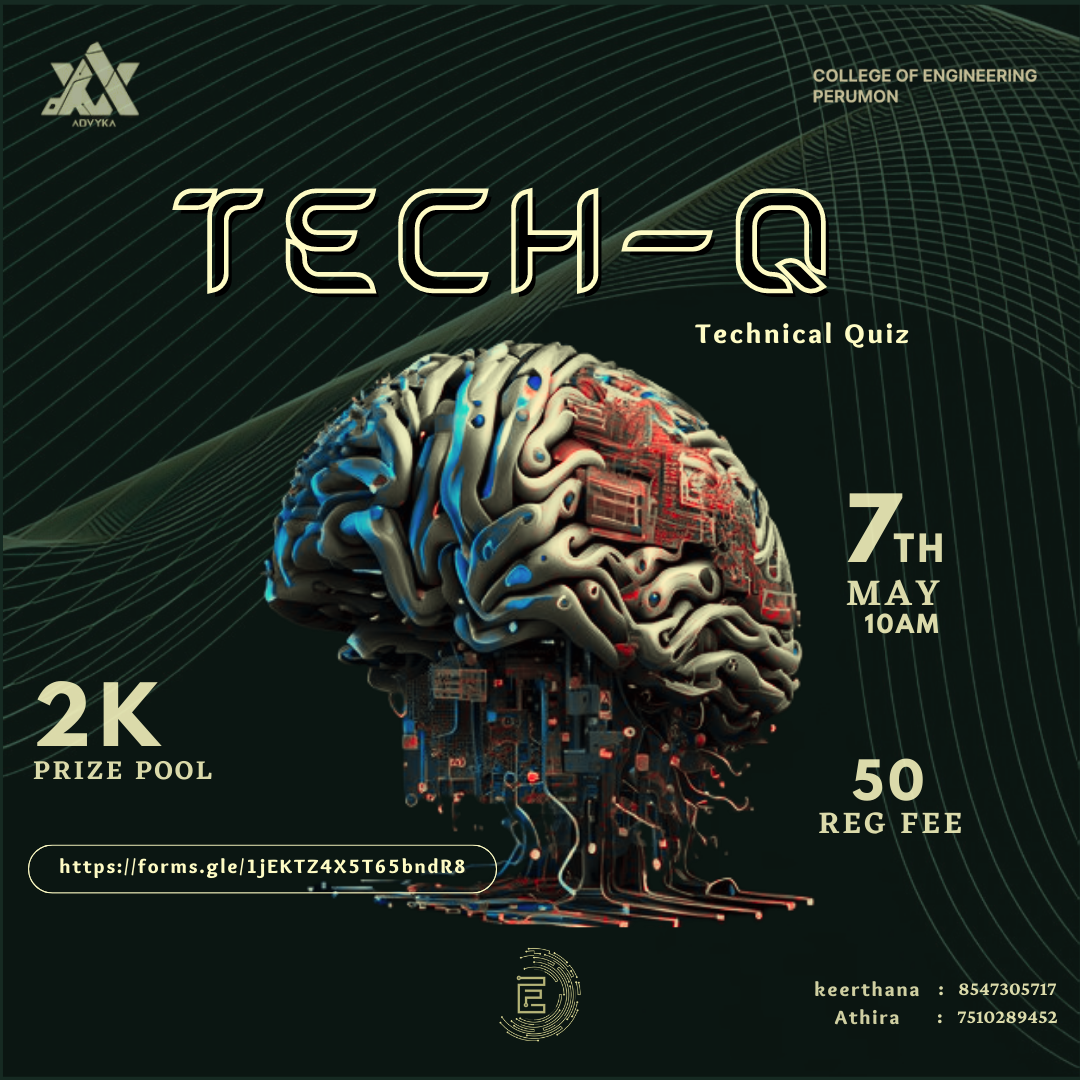 ADVYKA
COLLEGE OF ENGINEERING
PERUMON
TECH-Q
Technical Quiz
7TH
MAY
10AM
2K
PRIZE POOL
50
REG FEE
https://forms.gle/1jEKTZ4X5T65bndR8
keerthana : 8547305717
Athira : 7510289452